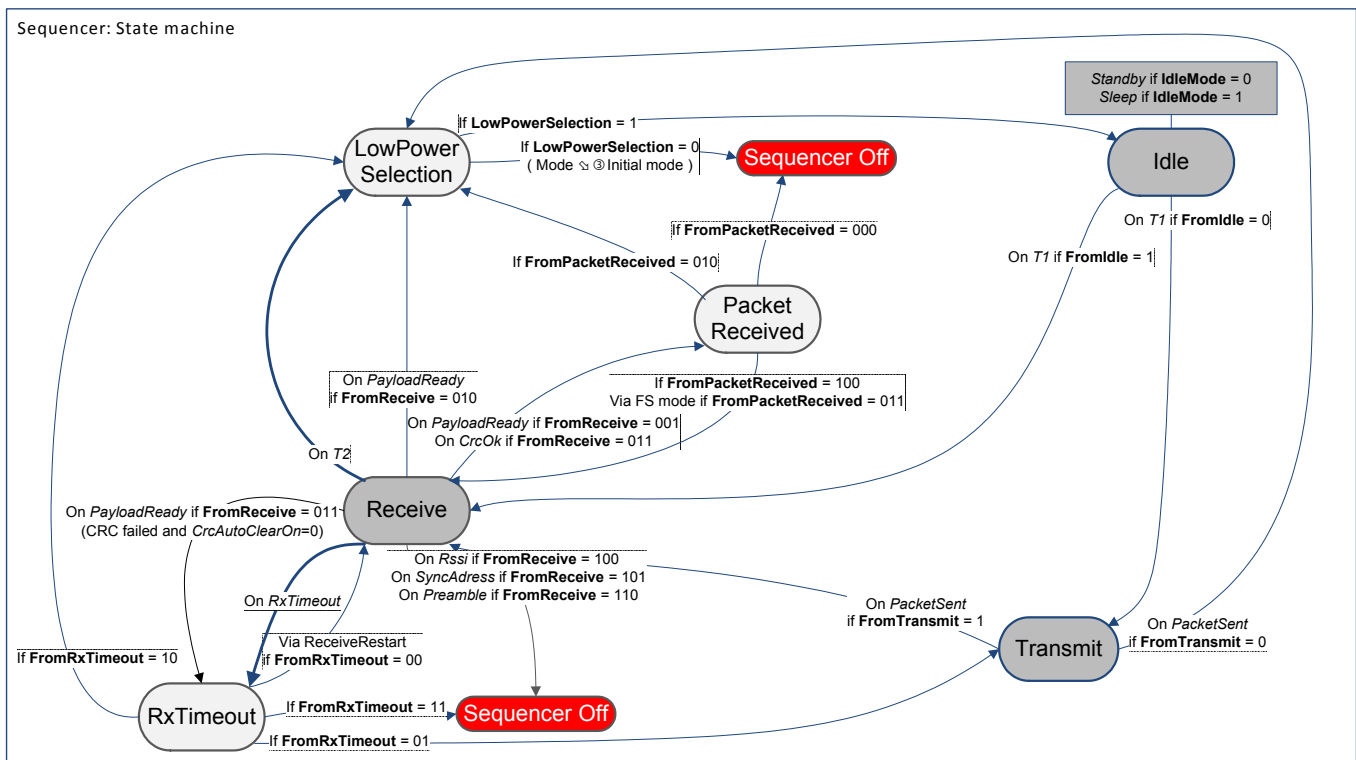 Sequencer: State machine
Standby if IdleMode = 0
Sleep if IdleMode = 1
If LowPowerSelection = 1
LowPower
Selection
If LowPowerSelection = 0
( Mode ⇘ ③ Initial mode )
Sequencer Off
Idle
On T1 if FromIdle = 0
If FromPacketReceived = 000
On T1 if FromIdle = 1
If FromPacketReceived = 010
Packet
Received
On PayloadReady
if FromReceive = 010
If FromPacketReceived = 100
Via FS mode if FromPacketReceived = 011
On PayloadReady if FromReceive = 001
On CrcOk if FromReceive = 011
On T2
Receive
On PayloadReady if FromReceive = 011
(CRC failed and CrcAutoClearOn=0)
On Rssi if FromReceive = 100
On SyncAdress if FromReceive = 101
On Preamble if FromReceive = 110
On RxTimeout
On PacketSent
if FromTransmit = 1
On PacketSent
if FromTransmit = 0
Via ReceiveRestart
if FromRxTimeout = 00
If FromRxTimeout = 10
Transmit
RxTimeout
If FromRxTimeout = 11
Sequencer Off
If FromRxTimeout = 01